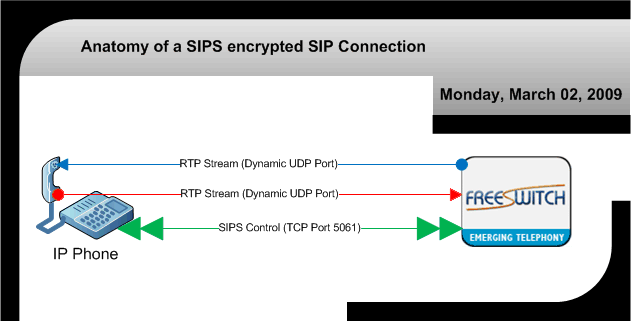 Anatomy of a SIPS encrypted SIP Connection
Monday, March 02, 2009
RTP Stream (Dynamic UDP Port)
RTP Stream (Dynamic UDP Port)
SIPS Control (TCP Port 5061)
IP Phone
FREESWITCH
EMERGING TELEPHONY